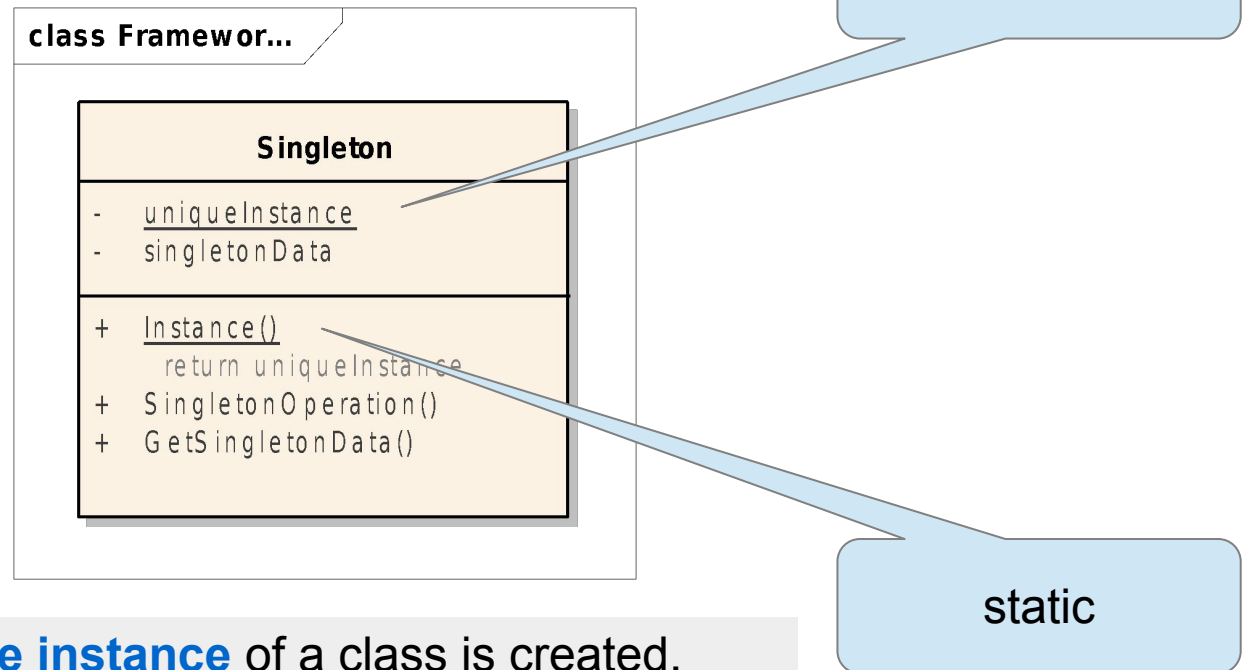 class Framewor...
Singleton
- uniqueInstance
- singletonData
+ Instance()
return uniqueInstance
+ SingletonOperation()
+ GetSingletonData()
static
e instance of a class is created.